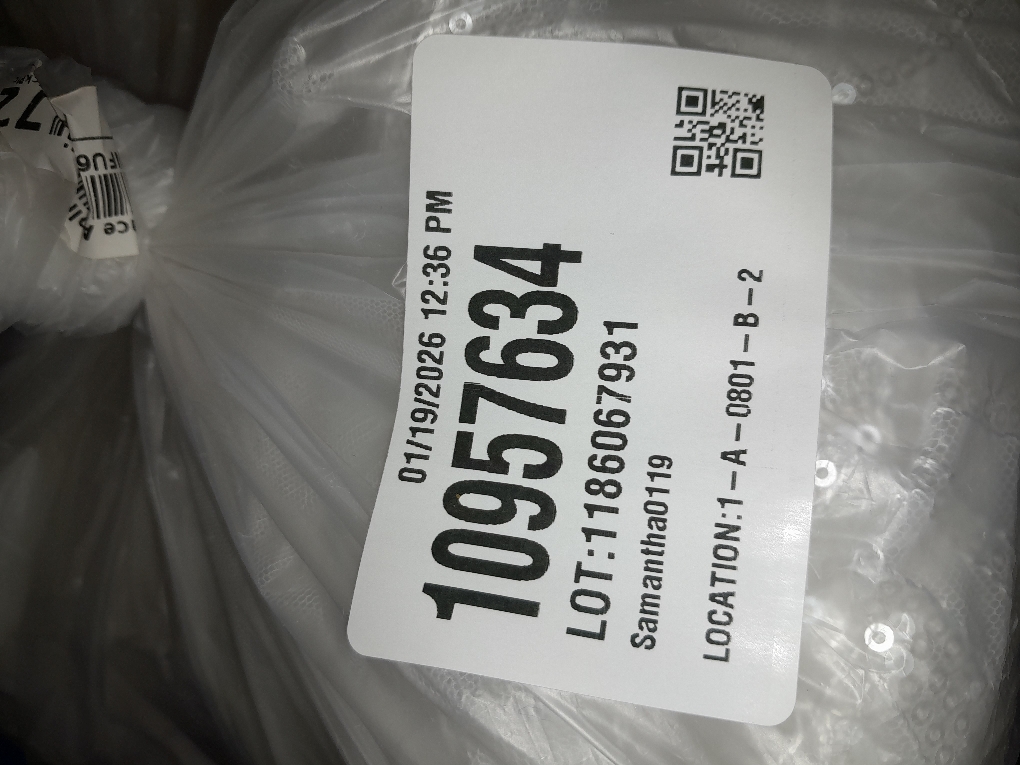 01/19/2026 12:36 PM
10957634
LOT:1186067931
Samantha0119
LOCATION:1-A-0801-B-2